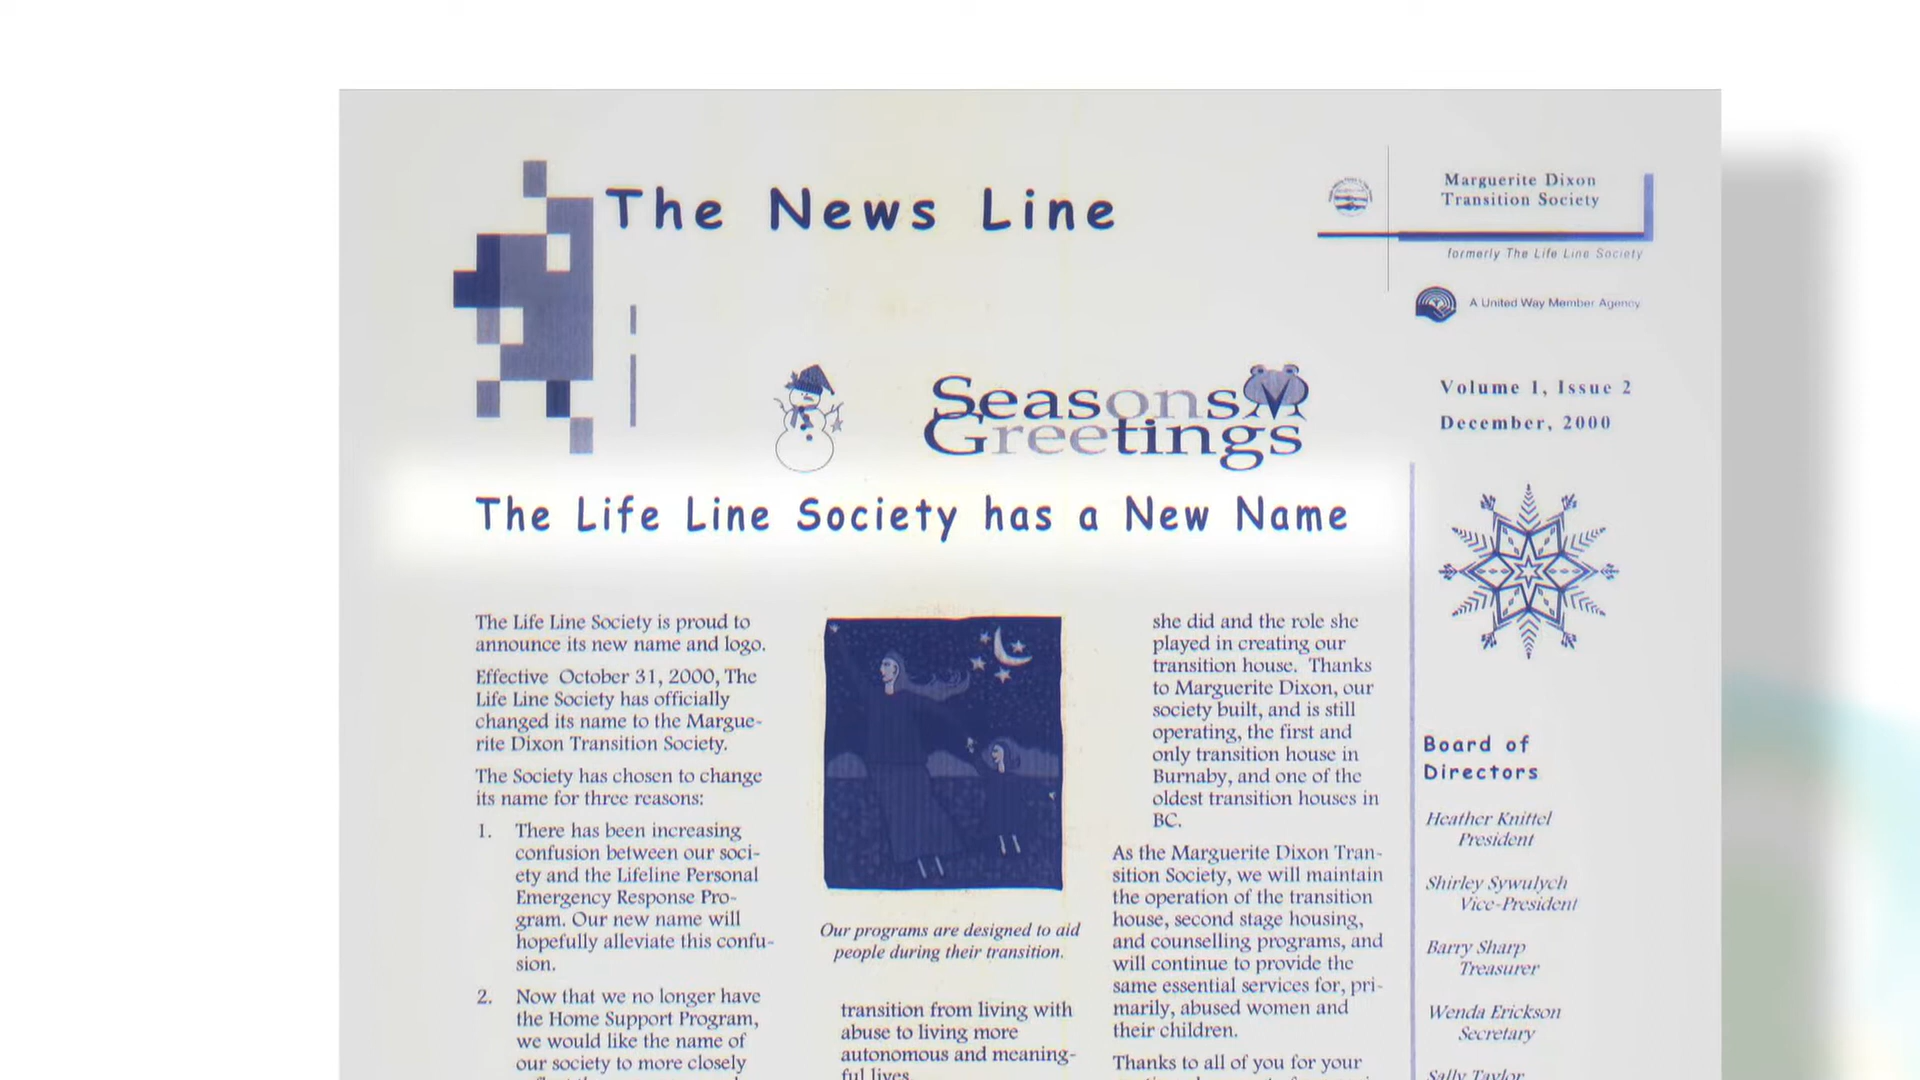 The News Line
Marguerite Dixon
Transition Society
formerly The Life Line Society
A United Way Member Agency
Seasons
Greetings
Volume 1, Issue 2
December, 2000
The Life Line Society has a New Name
The Life Line Society is proud to
announce its new name and logo.
Effective October 31, 2000, The
Life Line Society has officially
changed its name to the Margue-
rite Dixon Transition Society.
The Society has chosen to change
its name for three reasons:
1. There has been increasing
confusion between our soci-
ety and the Lifeline Personal
Emergency Response Pro-
gram. Our new name will
hopefully alleviate this confu-
sion.
2. Now that we no longer have
the Home Support Program,
we would like the name of
our society to more closely
Our programs are designed to aid
people during their transition.
transition from living with
abuse to living more
autonomous and meaning-
ful lives.
she did and the role she
played in creating our
transition house. Thanks
to Marguerite Dixon, our
society built, and is still
operating, the first and
only transition house in
Burnaby, and one of the
oldest transition houses in
BC.
As the Marguerite Dixon Tran-
sition Society, we will maintain
the operation of the transition
house, second stage housing,
and counselling programs, and
will continue to provide the
same essential services for, pri-
marily, abused women and
their children.
Thanks to all of you for your
Board of
Directors
Heather Knittel
President
Shirley Sywulych
Vice-President
Barry Sharp
Treasurer
Wenda Erickson
Secretary
Sally Taylor